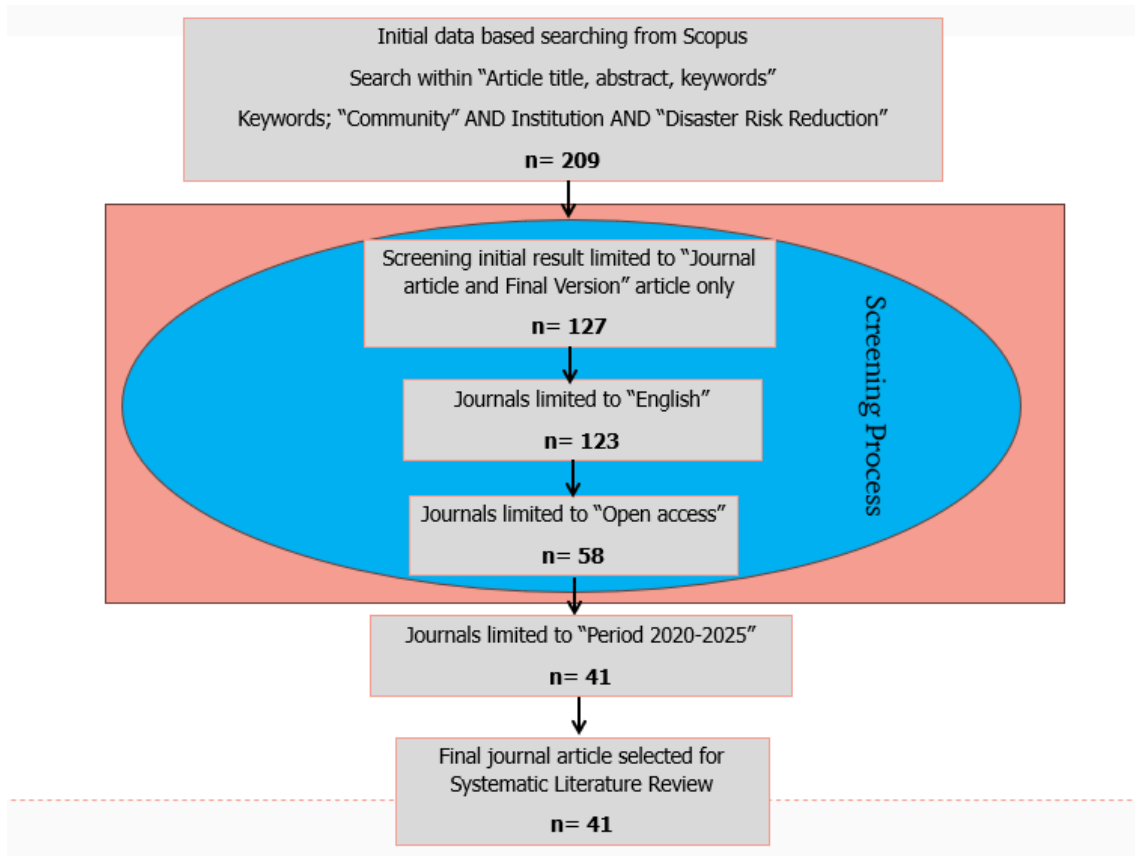 Initial data based searching from Scopus
Search within “Article title, abstract, keywords”
Keywords; “Community” AND Institution AND “Disaster Risk Reduction”
n= 209
Screening initial result limited to “Journal
article and Final Version” article only
n= 127
Journals limited to “English”
n= 123
Journals limited to “Open access”
n= 58
Screening Process
Journals limited to “Period 2020-2025”
n= 41
Final journal article selected for
Systematic Literature Review
n= 41